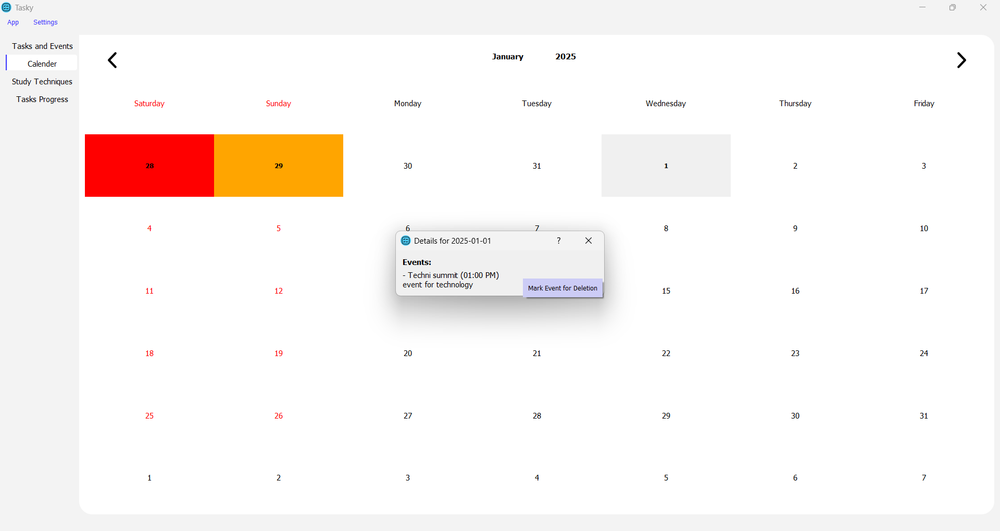 Tasky
App Settings
Tasks and Events
Calender
Study Techniques
Tasks Progress
January 2025
Saturday Sunday Monday Tuesday Wednesday Thursday Friday
28 29 30 31 1 2 3
4 5 6 7 8 9 10
Details for 2025-01-01 ?
Events:
- Techni summit (01:00 PM)
event for technology
Mark Event for Deletion
11 12 15 16 17
18 19 20 21 22 23 24
25 26 27 28 29 30 31
1 2 3 4 5 6 7